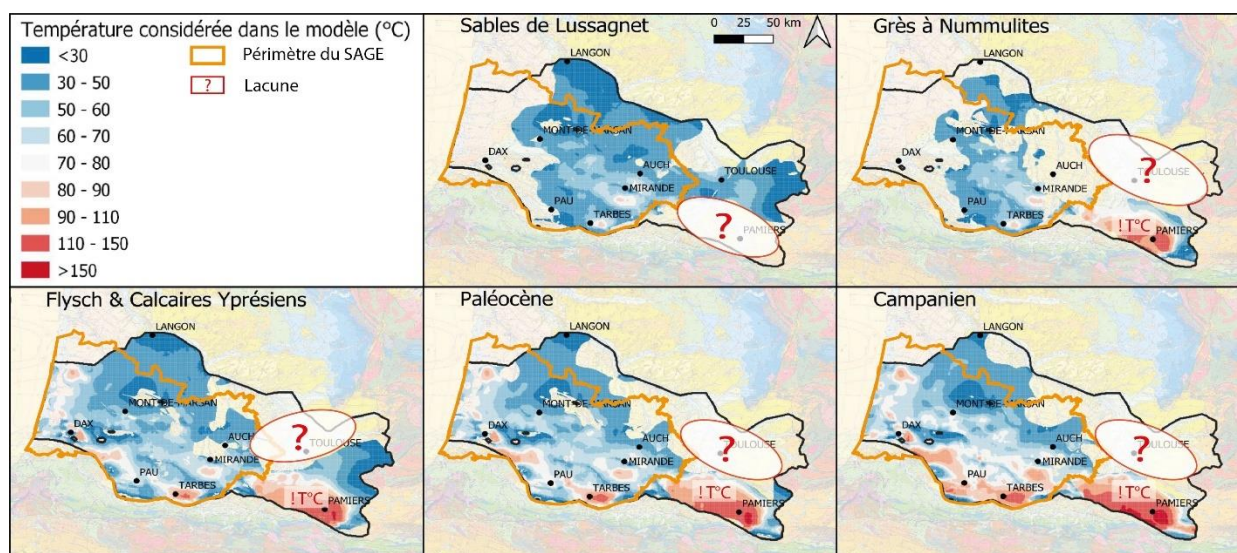 Température considérée dans le modèle (°C)
<30
30 - 50
50 - 60
60 - 70
70 - 80
80 - 90
90 - 110
110 - 150
>150
Périmètre du SAGE
?
Lacune
Sables de Lussagnet
0 25 50 km
LANGON
MONT-DE-MARSAN
DAX
AUCH
TOULOUSE
MIRANDE
PAU
TARBES
?
PAMIERS
Grès à Nummulites
LANGON
MONT-DE-MARSAN
DAX
AUCH
?
TOULOUSE
MIRANDE
PAU
TARBES
!T°C
PAMIERS
Flysch & Calcaires Yprésiens
LANGON
MONT-DE-MARSAN
DAX
AUCH
?
TOULOUSE
MIRANDE
PAU
TARBES
!T°C
PAMIERS
Paléocène
LANGON
MONT-DE-MARSAN
DAX
AUCH
?
TOULOUSE
MIRANDE
PAU
TARBES
!T°C
PAMIERS
Campanien
LANGON
MONT-DE-MARSAN
DAX
AUCH
?
TOULOUSE
MIRANDE
PAU
TARBES
!T°C
PAMIERS